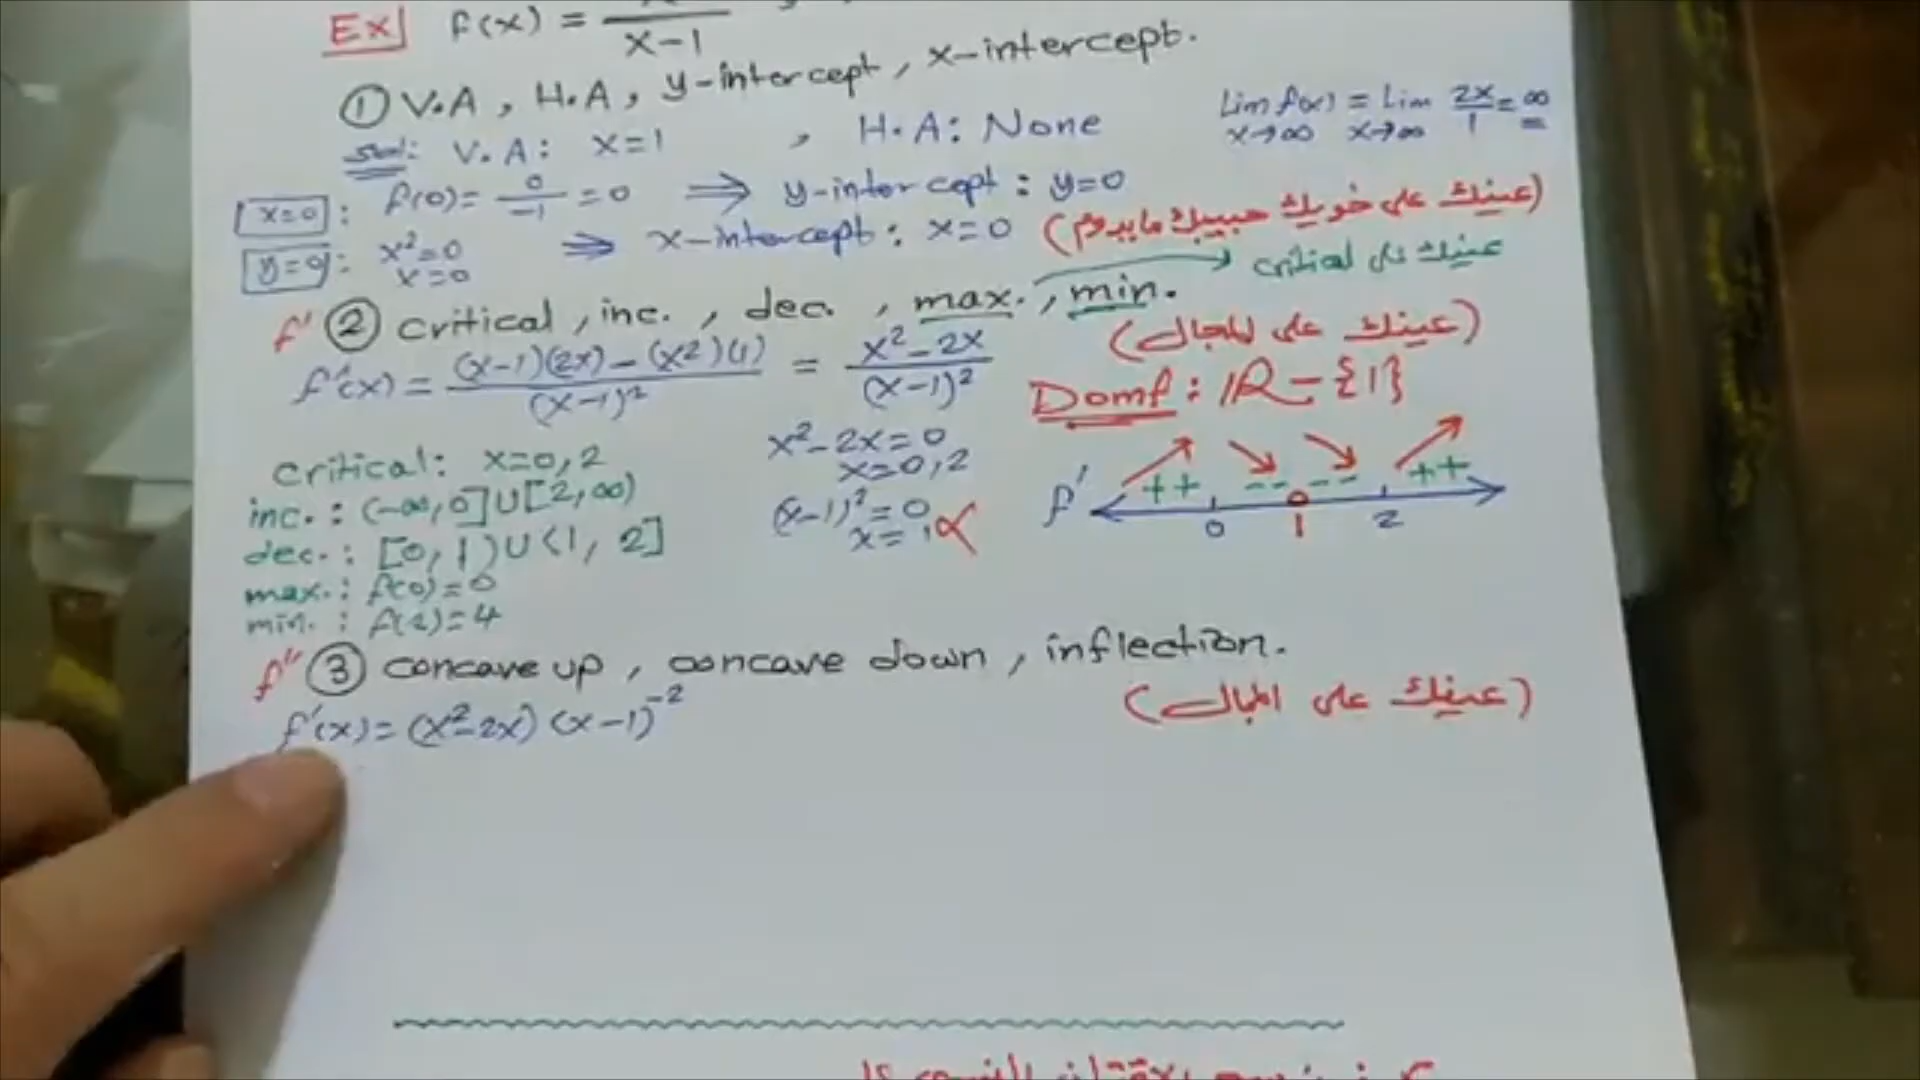 Ex f(x) = x-1
① V.A , H.A , y-intercept , x-intercept.
Sol: V.A: x=1 , H.A: None
Lim f(x) = Lim 2x/1 = ∞
x→∞ x→∞
x=0 : f(0)= 0/-1 = 0 ⟹ y-intercept : y=0
y=0 : x²=0 ⟹ x-intercept : x=0 (عينك على خويك حبيبك مايدوم)
x=0
f' ② critical , inc. , dec. , max. , min. → critical عينك على
f'(x) = (x-1)(2x) - (x²)(1) / (x-1)² = x²-2x / (x-1)²
(عينك على المجال)
Domf : ℝ - {1}
critical: x=0,2
inc. : (-∞,0]∪[2,∞)
dec. : [0,1)∪(1,2]
max. : f(0)=0
min. : f(2)=4
x²-2x=0
x=0,2
(x-1)²=0
x=1
f' ++ -- -- ++
0 1 2
f'' ③ concave up , concave down , inflection.
f'(x) = (x²-2x) (x-1)⁻²
(عينك على المجال)